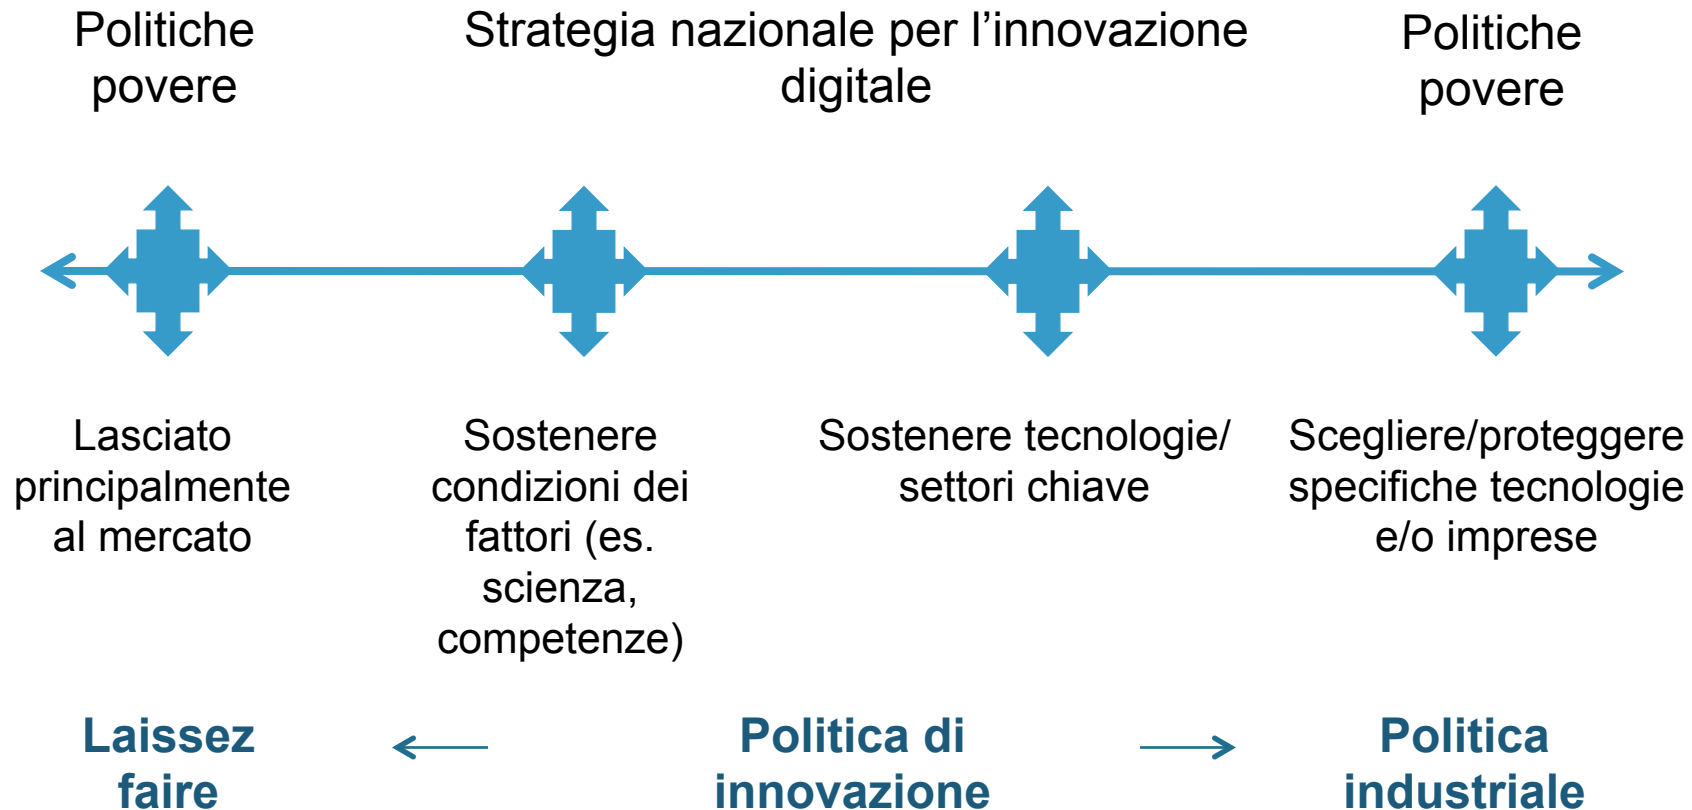 Politiche
povere
Strategia nazionale per l’innovazione
digitale
Politiche
povere
Lasciato
principalmente
al mercato
Sostenere
condizioni dei
fattori (es.
scienza,
competenze)
Sostenere tecnologie/
settori chiave
Scegliere/proteggere
specifiche tecnologie
e/o imprese
Laissez
faire
Politica di
innovazione
Politica
industriale